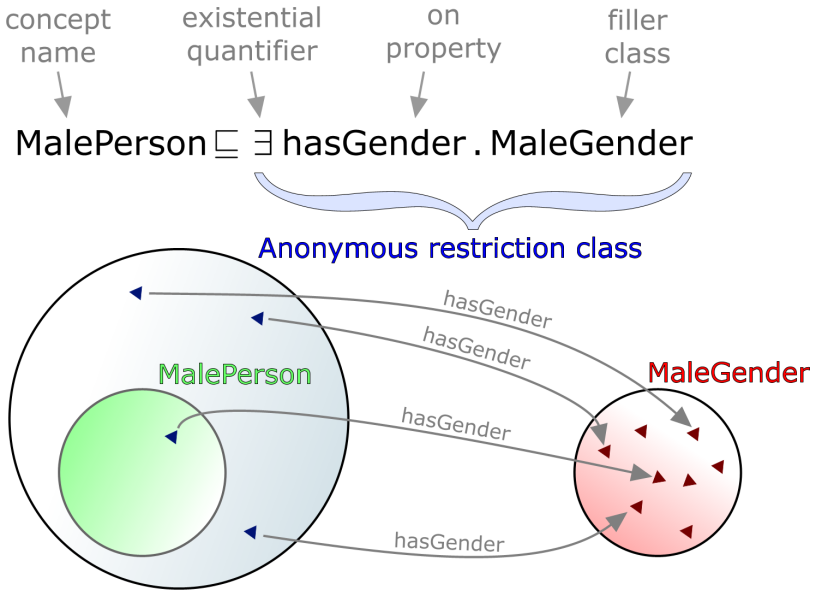 concept name
existential quantifier
on property
filler class
MalePerson ⊑ ∃ hasGender . MaleGender
Anonymous restriction class
hasGender
hasGender
MalePerson
MaleGender
hasGender
hasGender